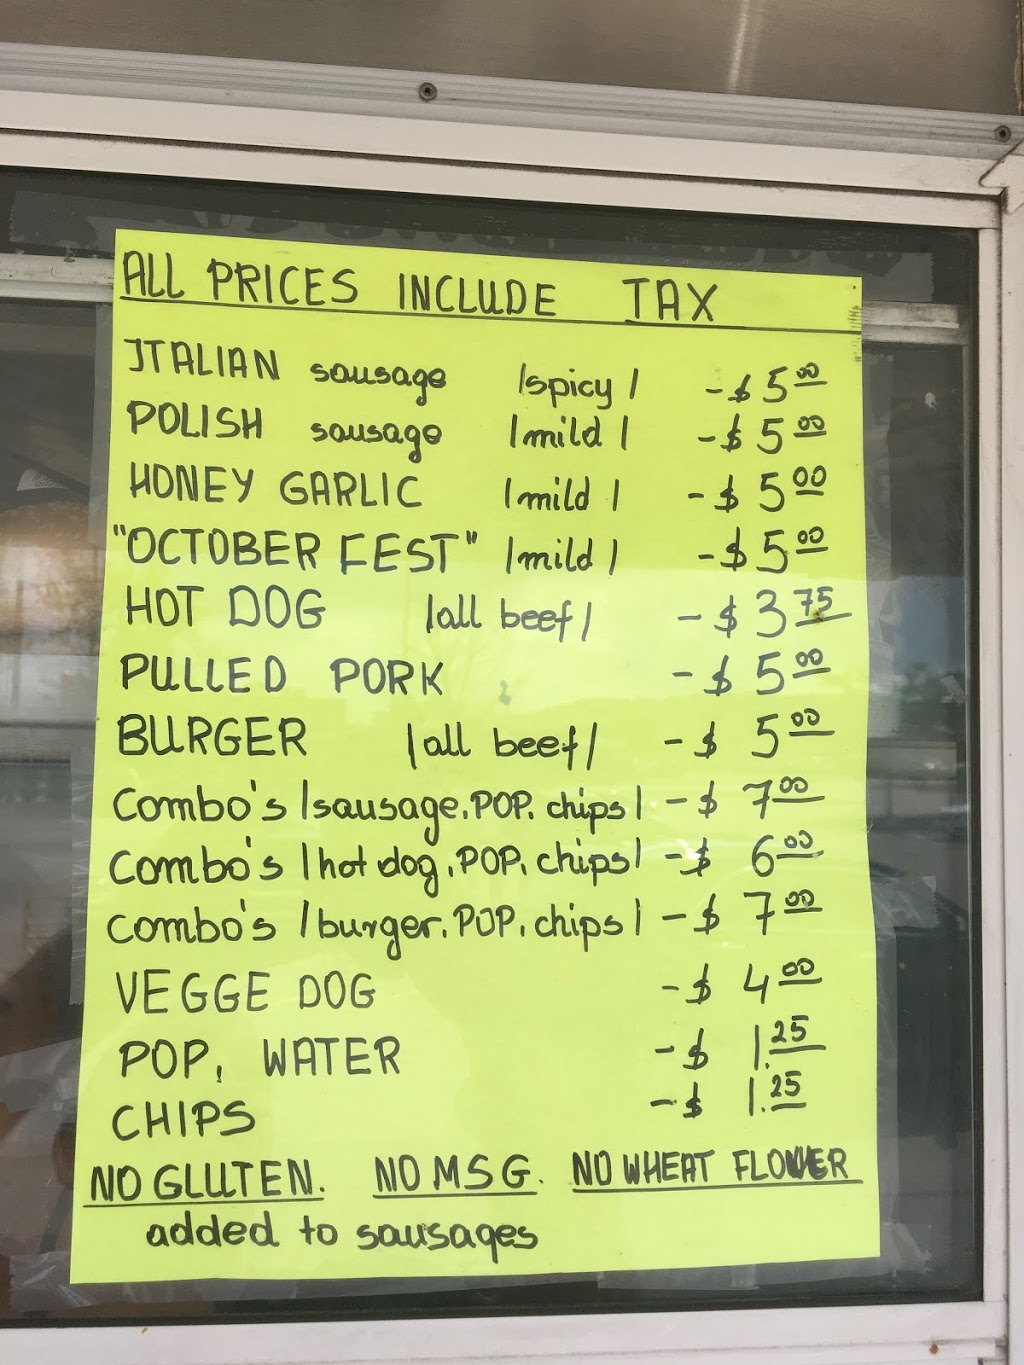 ALL PRICES INCLUDE TAX
ITALIAN sausage /spicy/ - $ 5.00
POLISH sausage /mild/ - $ 5.00
HONEY GARLIC /mild/ - $ 5.00
"OCTOBER FEST" /mild/ - $ 5.00
HOT DOG /all beef/ - $ 3.75
PULLED PORK - $ 5.00
BURGER /all beef/ - $ 5.00
Combo's /sausage, POP, chips/ - $ 7.00
Combo's /hot dog, POP, chips/ - $ 6.00
Combo's /burger, POP, chips/ - $ 7.00
VEGGE DOG - $ 4.00
POP, WATER - $ 1.25
CHIPS - $ 1.25
NO GLUTEN. NO MSG. NO WHEAT FLOWER
added to sausages